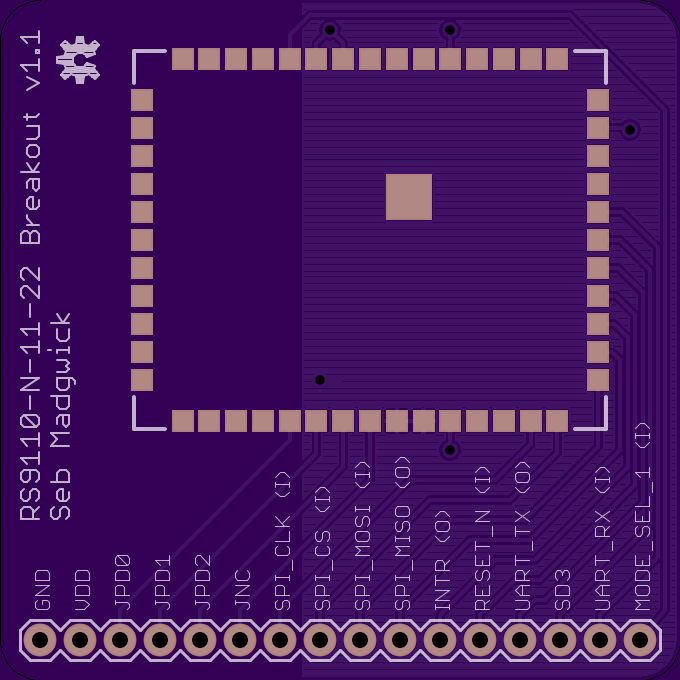 RS9110-N-11-22 Breakout v1.1
Seb Madgwick
GND
VDD
JPD0
JPD1
JPD2
JNC
SPI_CLK (I)
SPI_CS (I)
SPI_MOSI (I)
SPI_MISO (O)
INTR (O)
RESET_N (I)
UART_TX (O)
SD3
UART_RX (I)
MODE_SEL_1 (I)